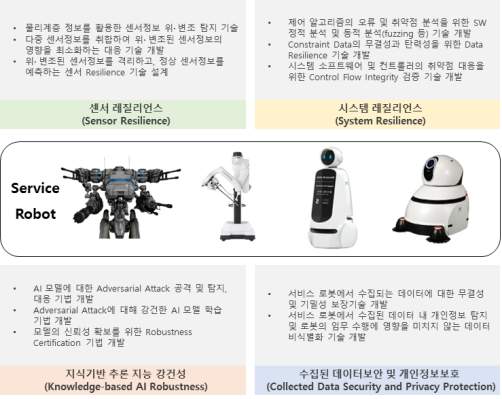 • 물리계층 정보를 활용한 센서정보 위·변조 탐지 기술
• 다중 센서정보를 취합하여 위·변조된 센서정보의
영향을 최소화하는 대응 기술 개발
• 위·변조된 센서정보를 격리하고, 정상 센서정보를
예측하는 센서 Resilience 기술 설계
센서 레질리언스
(Sensor Resilience)
• 제어 알고리즘의 오류 및 취약점 분석을 위한 SW
정적 분석 및 동적 분석(fuzzing 등) 기술 개발
• Constraint Data의 무결성과 탄력성을 위한 Data
Resilience 기술 개발
• 시스템 소프트웨어 및 컨트롤러의 취약점 대응을
위한 Control Flow Integrity 검증 기술 개발
시스템 레질리언스
(System Resilience)
Service
Robot
• AI 모델에 대한 Adversarial Attack 공격 및 탐지,
대응 기법 개발
• Adversarial Attack에 대해 강건한 AI 모델 학습
기법 개발
• 모델의 신뢰성 확보를 위한 Robustness
Certification 기법 개발
지식기반 추론 지능 강건성
(Knowledge-based AI Robustness)
• 서비스 로봇에서 수집되는 데이터에 대한 무결성
및 기밀성 보장기술 개발
• 서비스 로봇에서 수집된 데이터 내 개인정보 탐지
및 로봇의 임무 수행에 영향을 미치지 않는 데이터
비식별화 기술 개발
수집된 데이터보안 및 개인정보보호
(Collected Data Security and Privacy Protection)